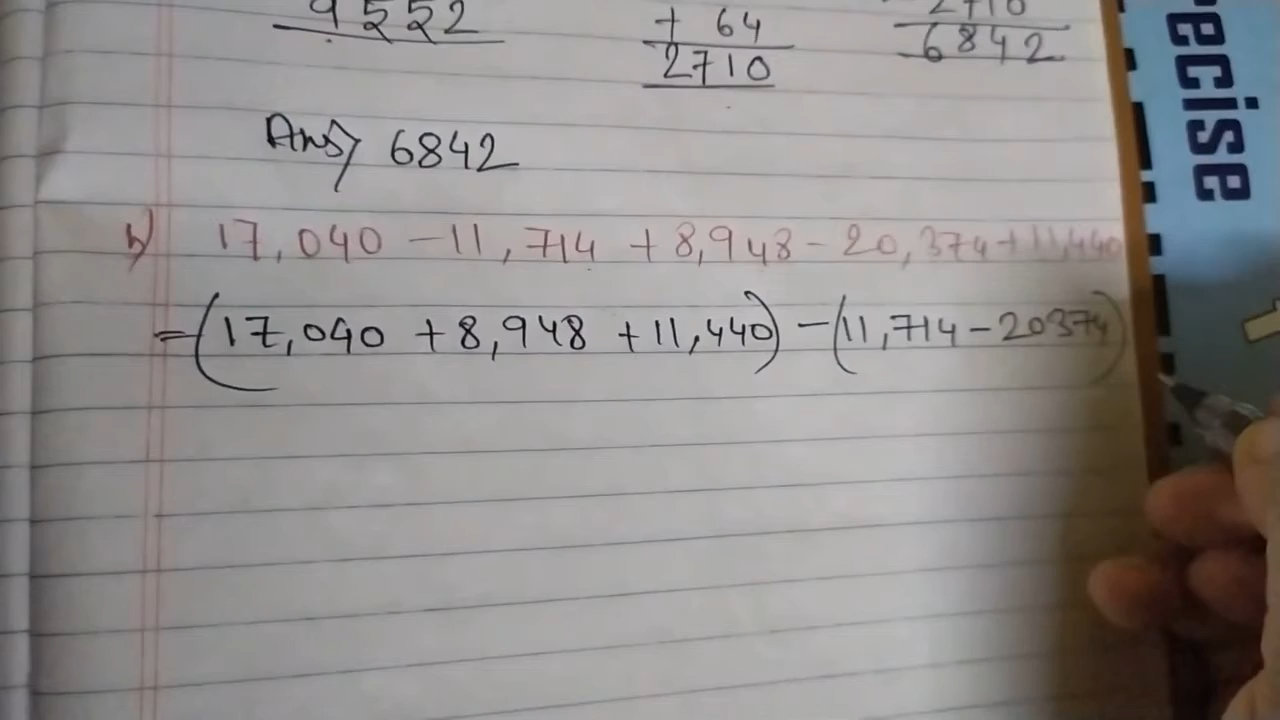 9552
+ 64
2710
2710
6842
Ans) 6842
b) 17,040 - 11,714 + 8,948 - 20,374 + 11,440
= (17,040 + 8,948 + 11,440) - (11,714 - 20374)
ecise